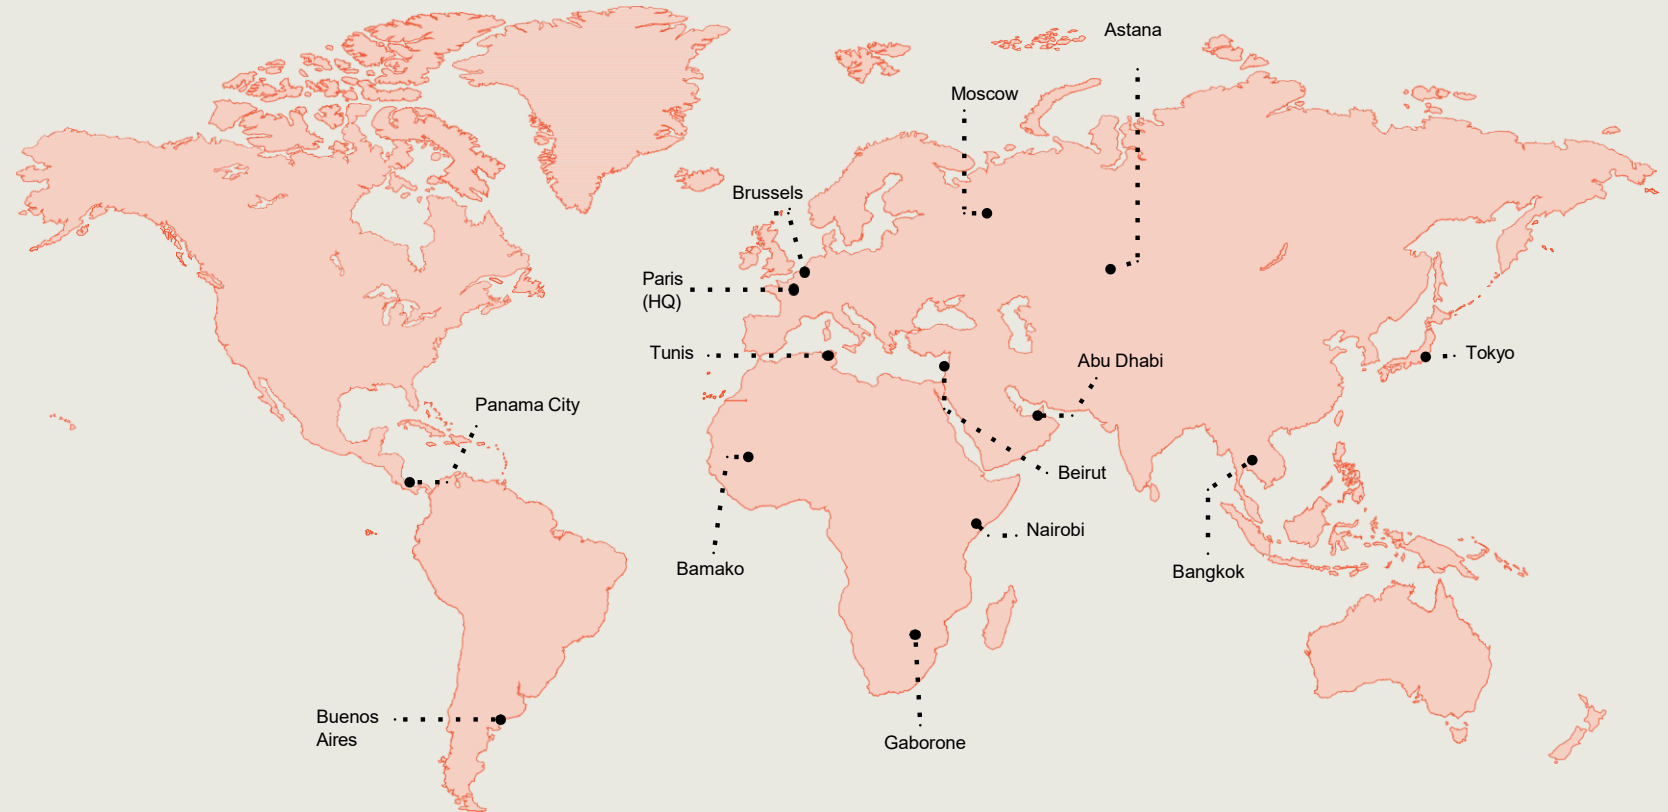 Astana
Moscow
Brussels
Paris
(HQ)
Tunis
Abu Dhabi
Tokyo
Panama City
Beirut
Nairobi
Bamako
Bangkok
Buenos
Aires
Gaborone